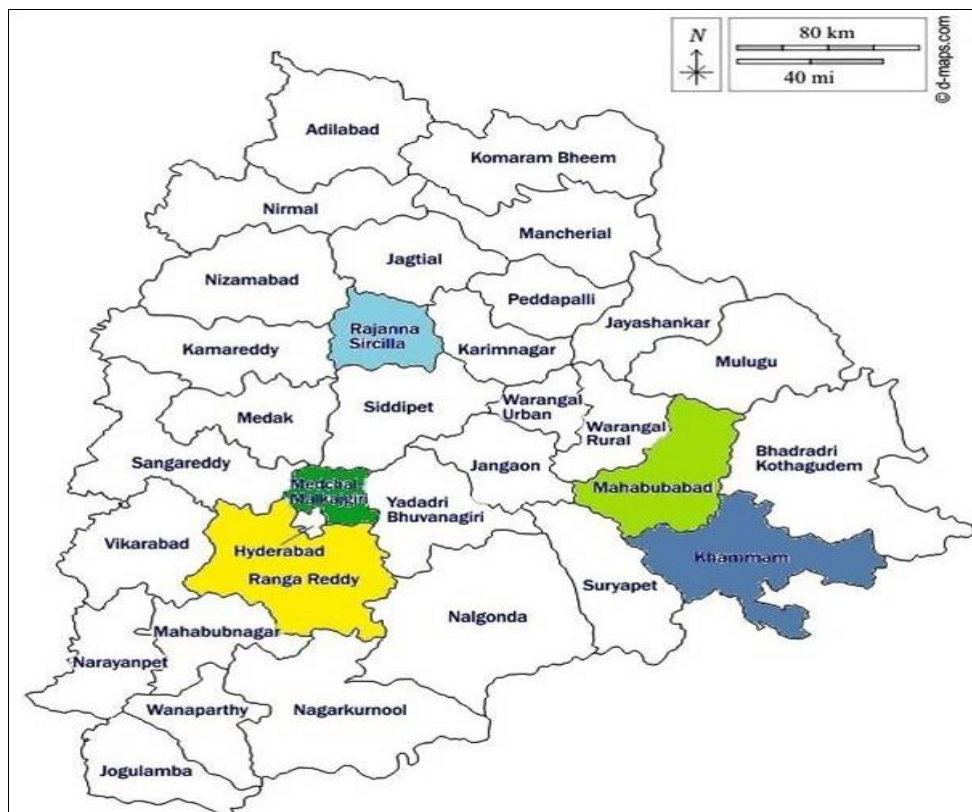 80 km
N
40 mi
© d-maps.com
Adilabad
Komaram Bheem
Nirmal
Mancherial
Jagtial
Nizamabad
Peddapalli
Jayashankar
Rajanna
Sircilla
Kamareddy
Karimnagar
Mulugu
Medak
Siddipet
Warangal
Urban
Warangal
Rural
Bhadradri
Kothagudem
Sangareddy
Jangaon
Mahabubabad
Medchal-
Malkajgiri
Yadadri
Bhuvanagiri
Vikarabad
Hyderabad
Khammam
Ranga Reddy
Suryapet
Nalgonda
Mahabubnagar
Narayanpet
Wanaparthy
Nagarkurnool
Jogulamba